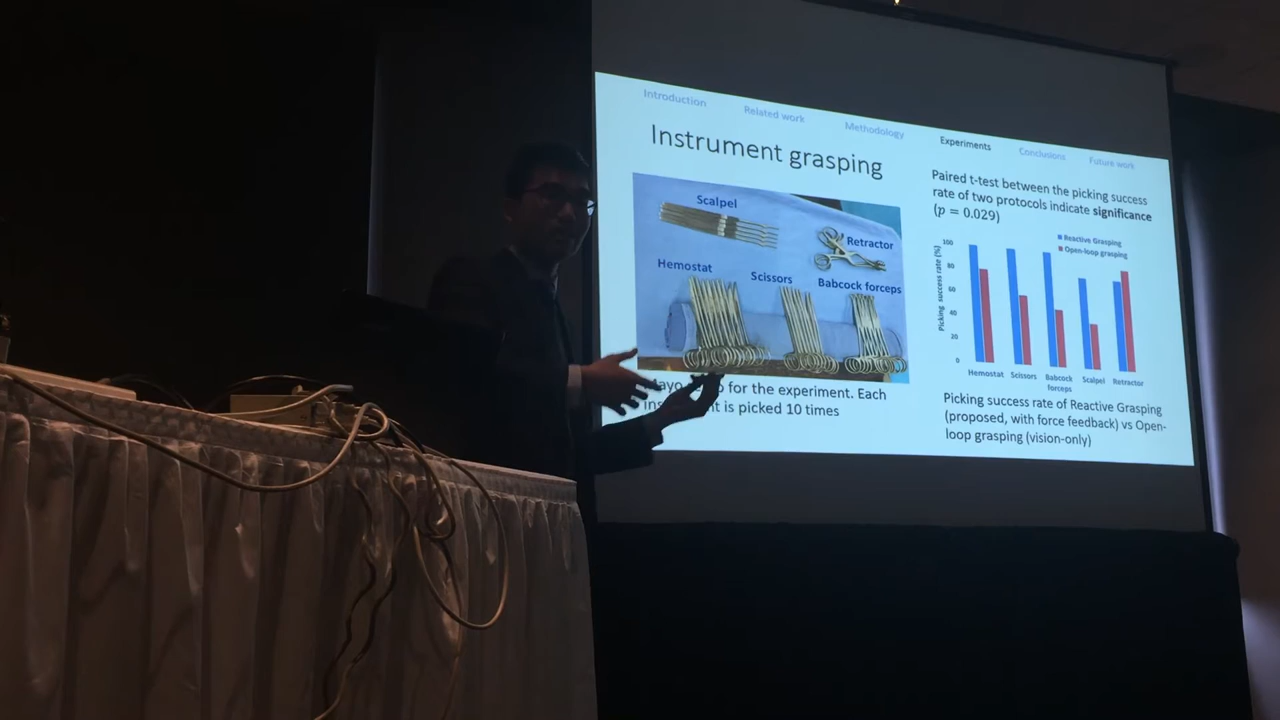 Introduction
Related work
Methodology
Experiments
Conclusions
Future work
Instrument grasping
Scalpel
Retractor
Hemostat
Scissors
Babcock forceps
Mayo for the experiment. Each
is picked 10 times
Paired t-test between the picking success
rate of two protocols indicate significance
(p = 0.029)
Reactive Grasping
Open-loop grasping
Picking success rate (%)
100
80
60
40
20
0
Hemostat
Scissors
Babcock
forceps
Scalpel
Retractor
Picking success rate of Reactive Grasping
(proposed, with force feedback) vs Open-
loop grasping (vision-only)